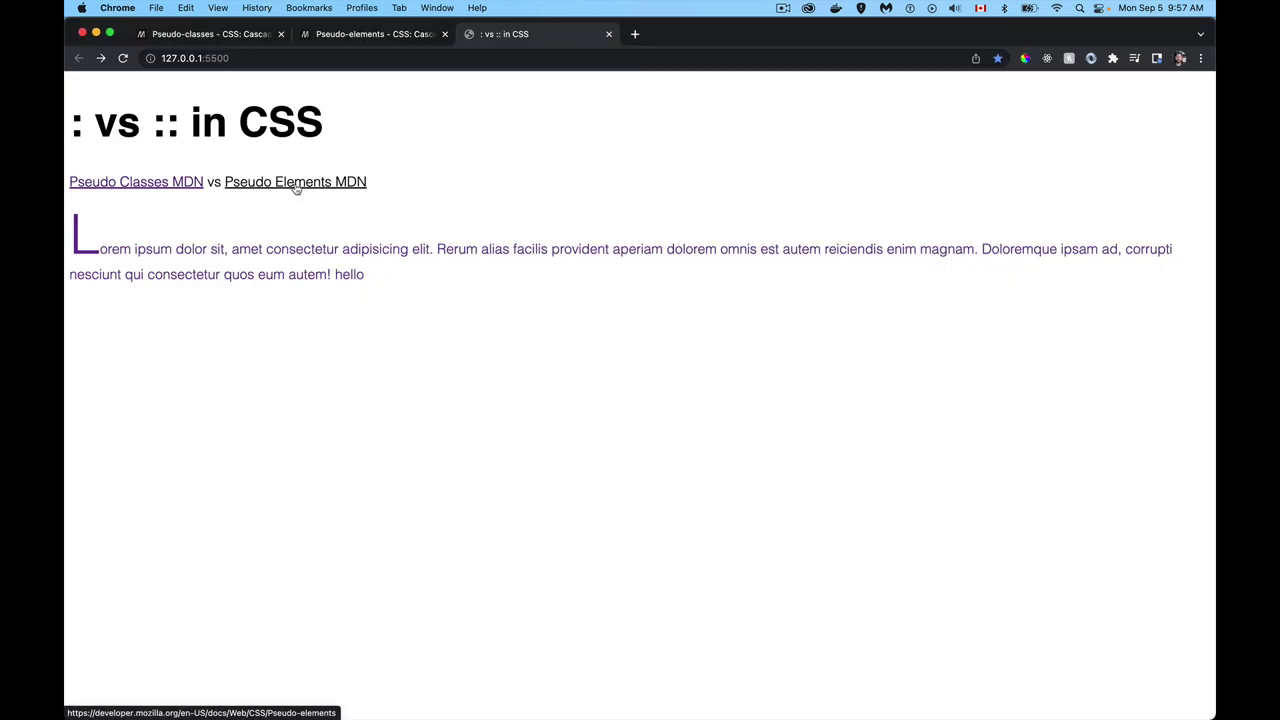 Chrome File Edit View History Bookmarks Profiles Tab Window Help Mon Sep 5 9:57 AM
Pseudo-classes - CSS: Cascad Pseudo-elements - CSS: Casc : vs :: in CSS
127.0.0.1:5500
: vs :: in CSS
Pseudo Classes MDN vs Pseudo Elements MDN
Lorem ipsum dolor sit, amet consectetur adipisicing elit. Rerum alias facilis provident aperiam dolorem omnis est autem reiciendis enim magnam. Doloremque ipsam ad, corrupti
nesciunt qui consectetur quos eum autem! hello
https://developer.mozilla.org/en-US/docs/Web/CSS/Pseudo-elements